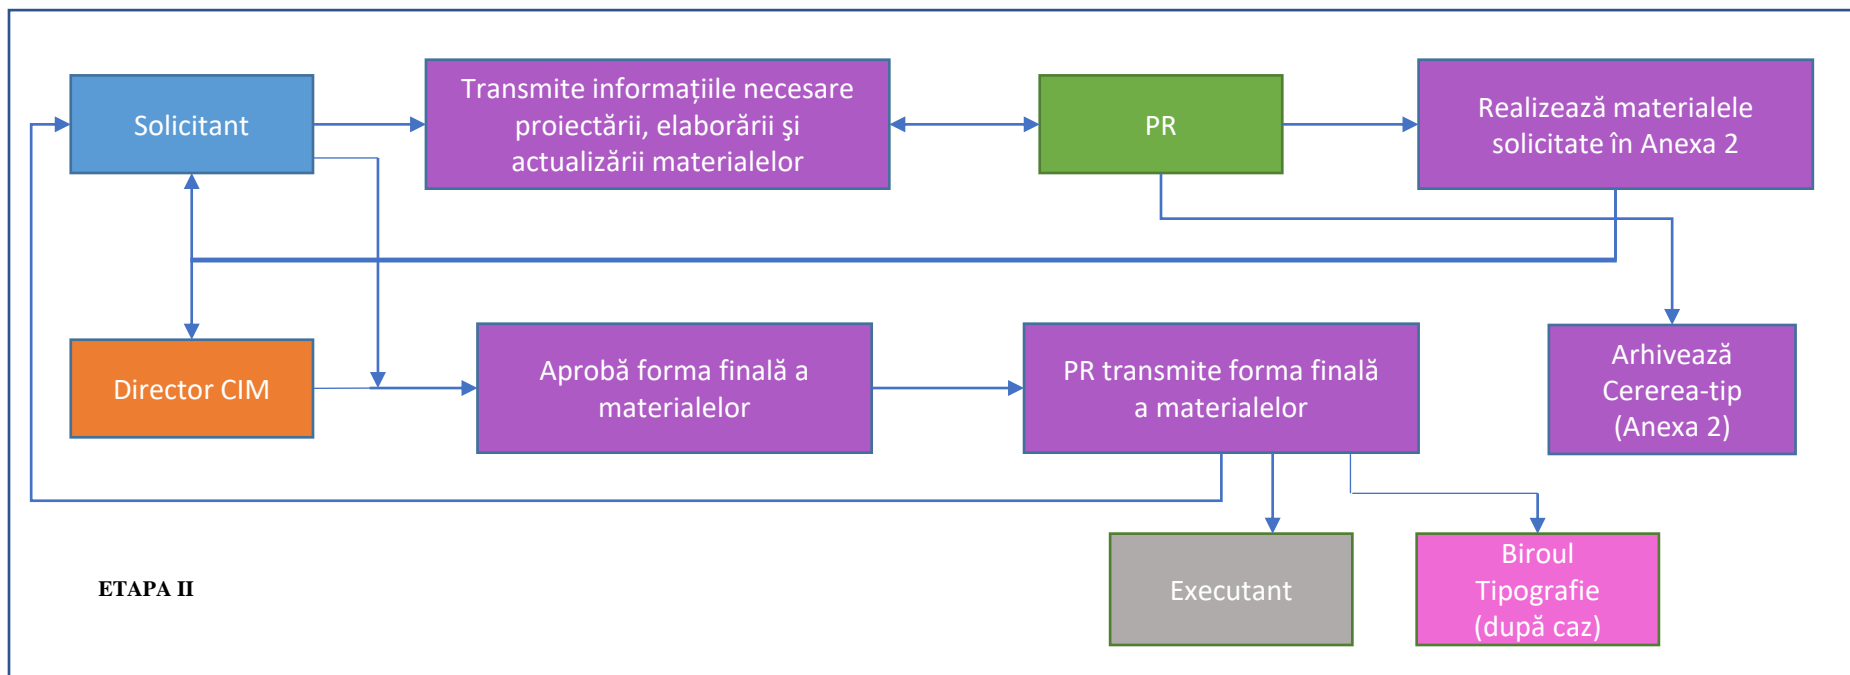 Solicitant
Transmite informațiile necesare
proiectării, elaborării şi
actualizării materialelor
PR
Realizează materialele
solicitate în Anexa 2
Director CIM
Aprobă forma finală a
materialelor
PR transmite forma finală
a materialelor
Arhivează
Cererea-tip
(Anexa 2)
Executant
Biroul
Tipografie
(după caz)
ETAPA II